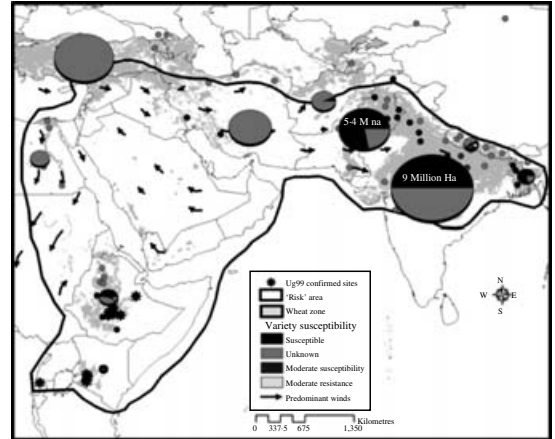 5·4 M na
9 Million Ha
Ug99 confirmed sites
'Risk' area
Wheat zone
Variety susceptibility
Susceptible
Unknown
Moderate susceptibility
Moderate resistance
Predominant winds
N
W E
S
Kilometres
0 337·5 675 1,350